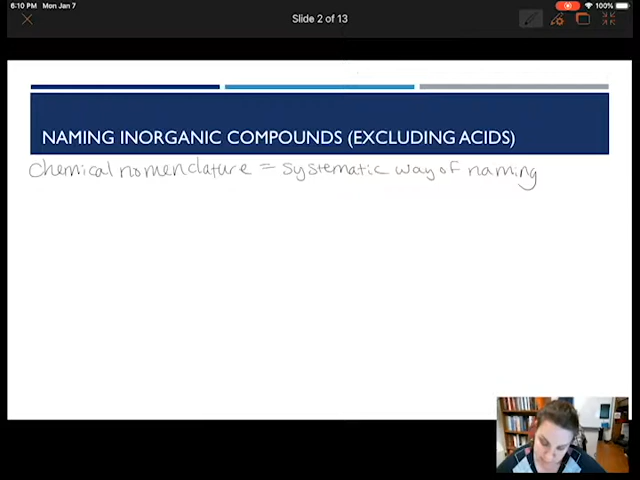 6:10 PM Mon Jan 7
100%
Slide 2 of 13
NAMING INORGANIC COMPOUNDS (EXCLUDING ACIDS)
chemical nomenclature = systematic way of naming